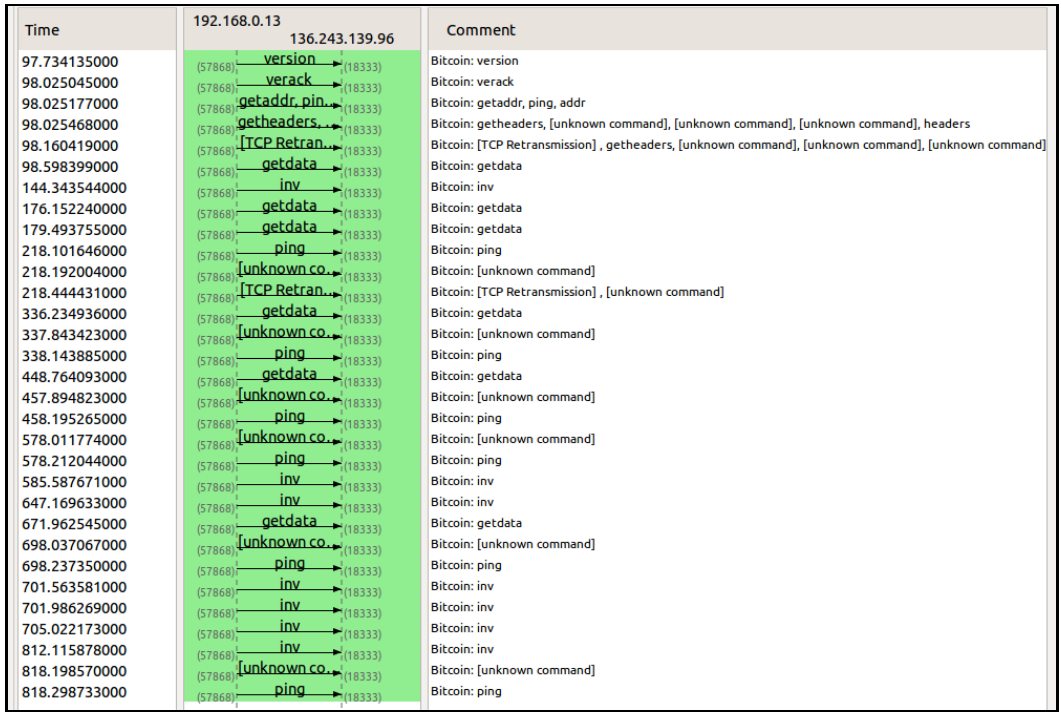 Time 192.168.0.13 136.243.139.96 Comment
97.734135000 (57868) version (18333) Bitcoin: version
98.025045000 (57868) verack (18333) Bitcoin: verack
98.025177000 (57868) getaddr, pin... (18333) Bitcoin: getaddr, ping, addr
98.025468000 (57868) getheaders, ... (18333) Bitcoin: getheaders, [unknown command], [unknown command], [unknown command], headers
98.160419000 (57868) [TCP Retran... (18333) Bitcoin: [TCP Retransmission] , getheaders, [unknown command], [unknown command], [unknown command]
98.598399000 (57868) getdata (18333) Bitcoin: getdata
144.343544000 (57868) inv (18333) Bitcoin: inv
176.152240000 (57868) getdata (18333) Bitcoin: getdata
179.493755000 (57868) getdata (18333) Bitcoin: getdata
218.101646000 (57868) ping (18333) Bitcoin: ping
218.192004000 (57868) [unknown co... (18333) Bitcoin: [unknown command]
218.444431000 (57868) [TCP Retran... (18333) Bitcoin: [TCP Retransmission] , [unknown command]
336.234936000 (57868) getdata (18333) Bitcoin: getdata
337.843423000 (57868) [unknown co... (18333) Bitcoin: [unknown command]
338.143885000 (57868) ping (18333) Bitcoin: ping
448.764093000 (57868) getdata (18333) Bitcoin: getdata
457.894823000 (57868) [unknown co... (18333) Bitcoin: [unknown command]
458.195265000 (57868) ping (18333) Bitcoin: ping
578.011774000 (57868) [unknown co... (18333) Bitcoin: [unknown command]
578.212044000 (57868) ping (18333) Bitcoin: ping
585.587671000 (57868) inv (18333) Bitcoin: inv
647.169633000 (57868) inv (18333) Bitcoin: inv
671.962545000 (57868) getdata (18333) Bitcoin: getdata
698.037067000 (57868) [unknown co... (18333) Bitcoin: [unknown command]
698.237350000 (57868) ping (18333) Bitcoin: ping
701.563581000 (57868) inv (18333) Bitcoin: inv
701.986269000 (57868) inv (18333) Bitcoin: inv
705.022173000 (57868) inv (18333) Bitcoin: inv
812.115878000 (57868) inv (18333) Bitcoin: inv
818.198570000 (57868) [unknown co... (18333) Bitcoin: [unknown command]
818.298733000 (57868) ping (18333) Bitcoin: ping